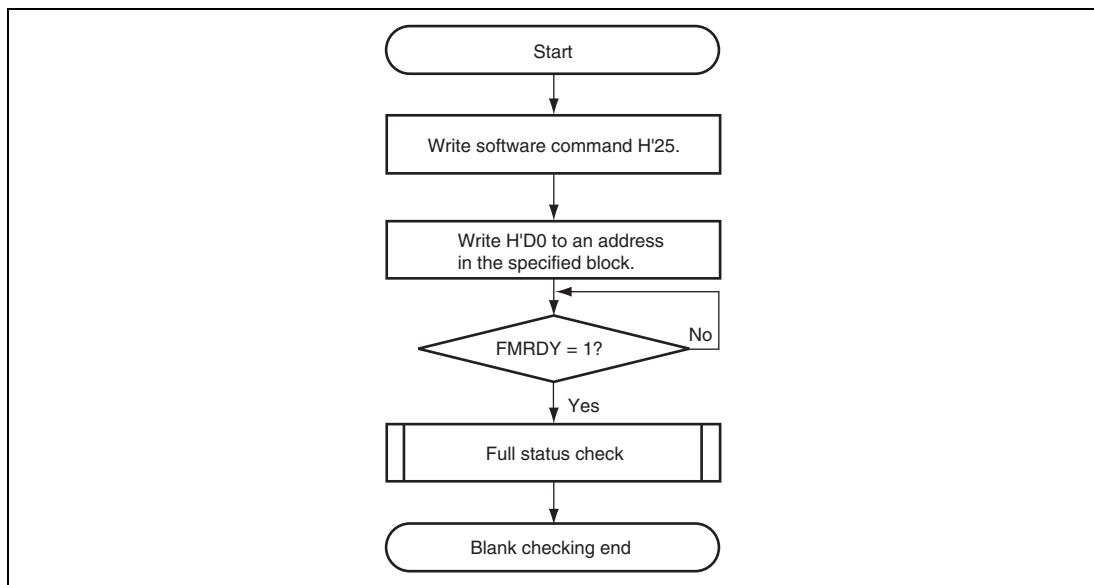 Start
Write software command H'25.
Write H'D0 to an address
in the specified block.
No
FMRDY = 1?
Yes
Full status check
Blank checking end